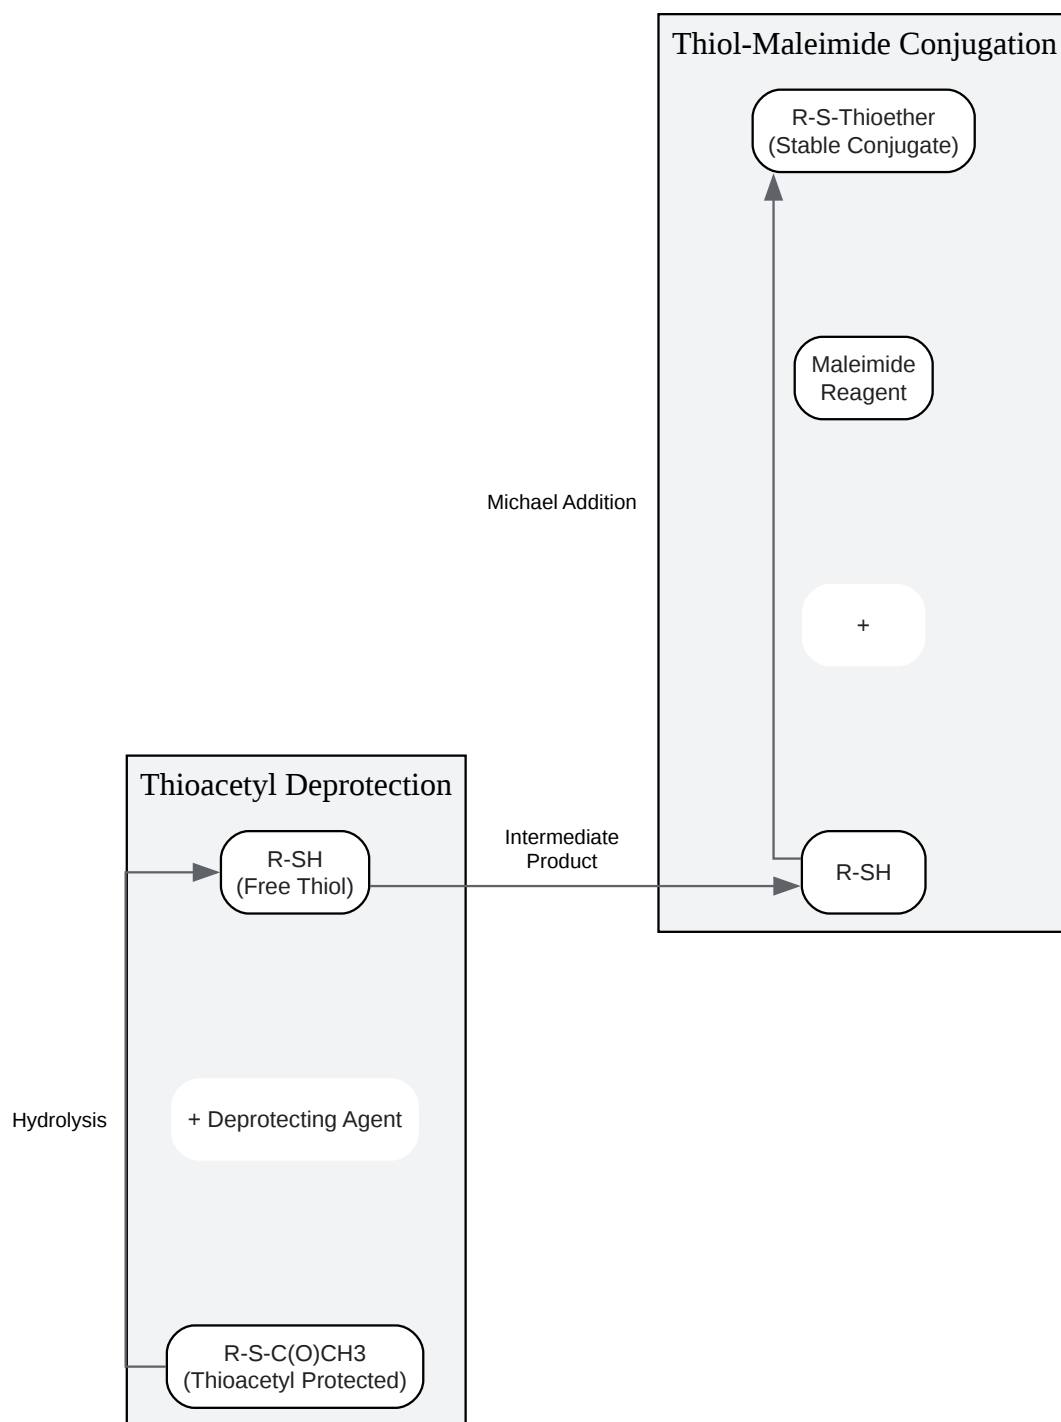 Thiol-Maleimide Conjugation
R-S-Thioether
(Stable Conjugate)
Maleimide
Reagent
Michael Addition
+
Thioacetyl Deprotection
R-SH
(Free Thiol)
Intermediate
Product
R-SH
Hydrolysis
+ Deprotecting Agent
R-S-C(O)CH3
(Thioacetyl Protected)